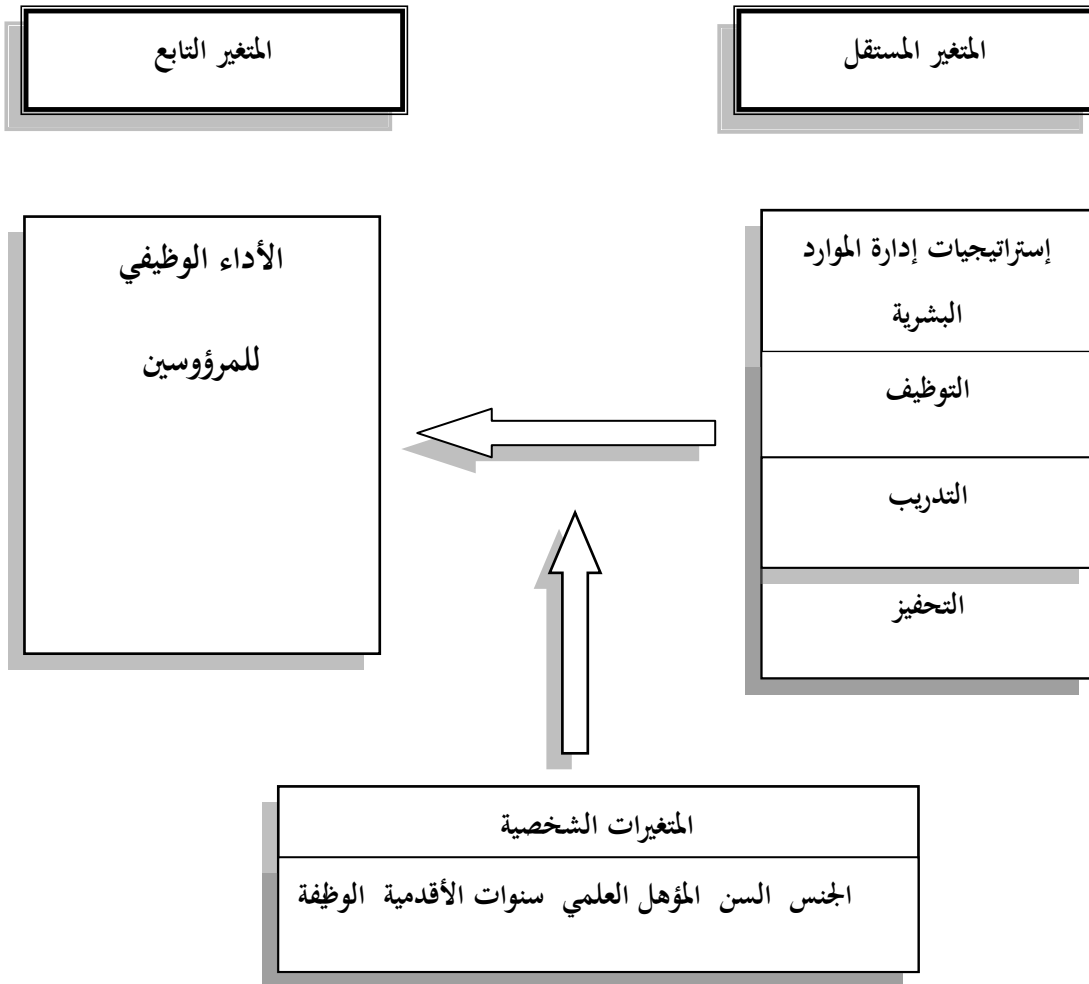 المتغير المستقل
المتغير التابع
إستراتيجيات إدارة الموارد
البشرية
التوظيف
التدريب
التحفيز
الأداء الوظيفي
للمرؤوسين
المتغيرات الشخصية
الجنس السن المؤهل العلمي سنوات الأقدمية الوظفة